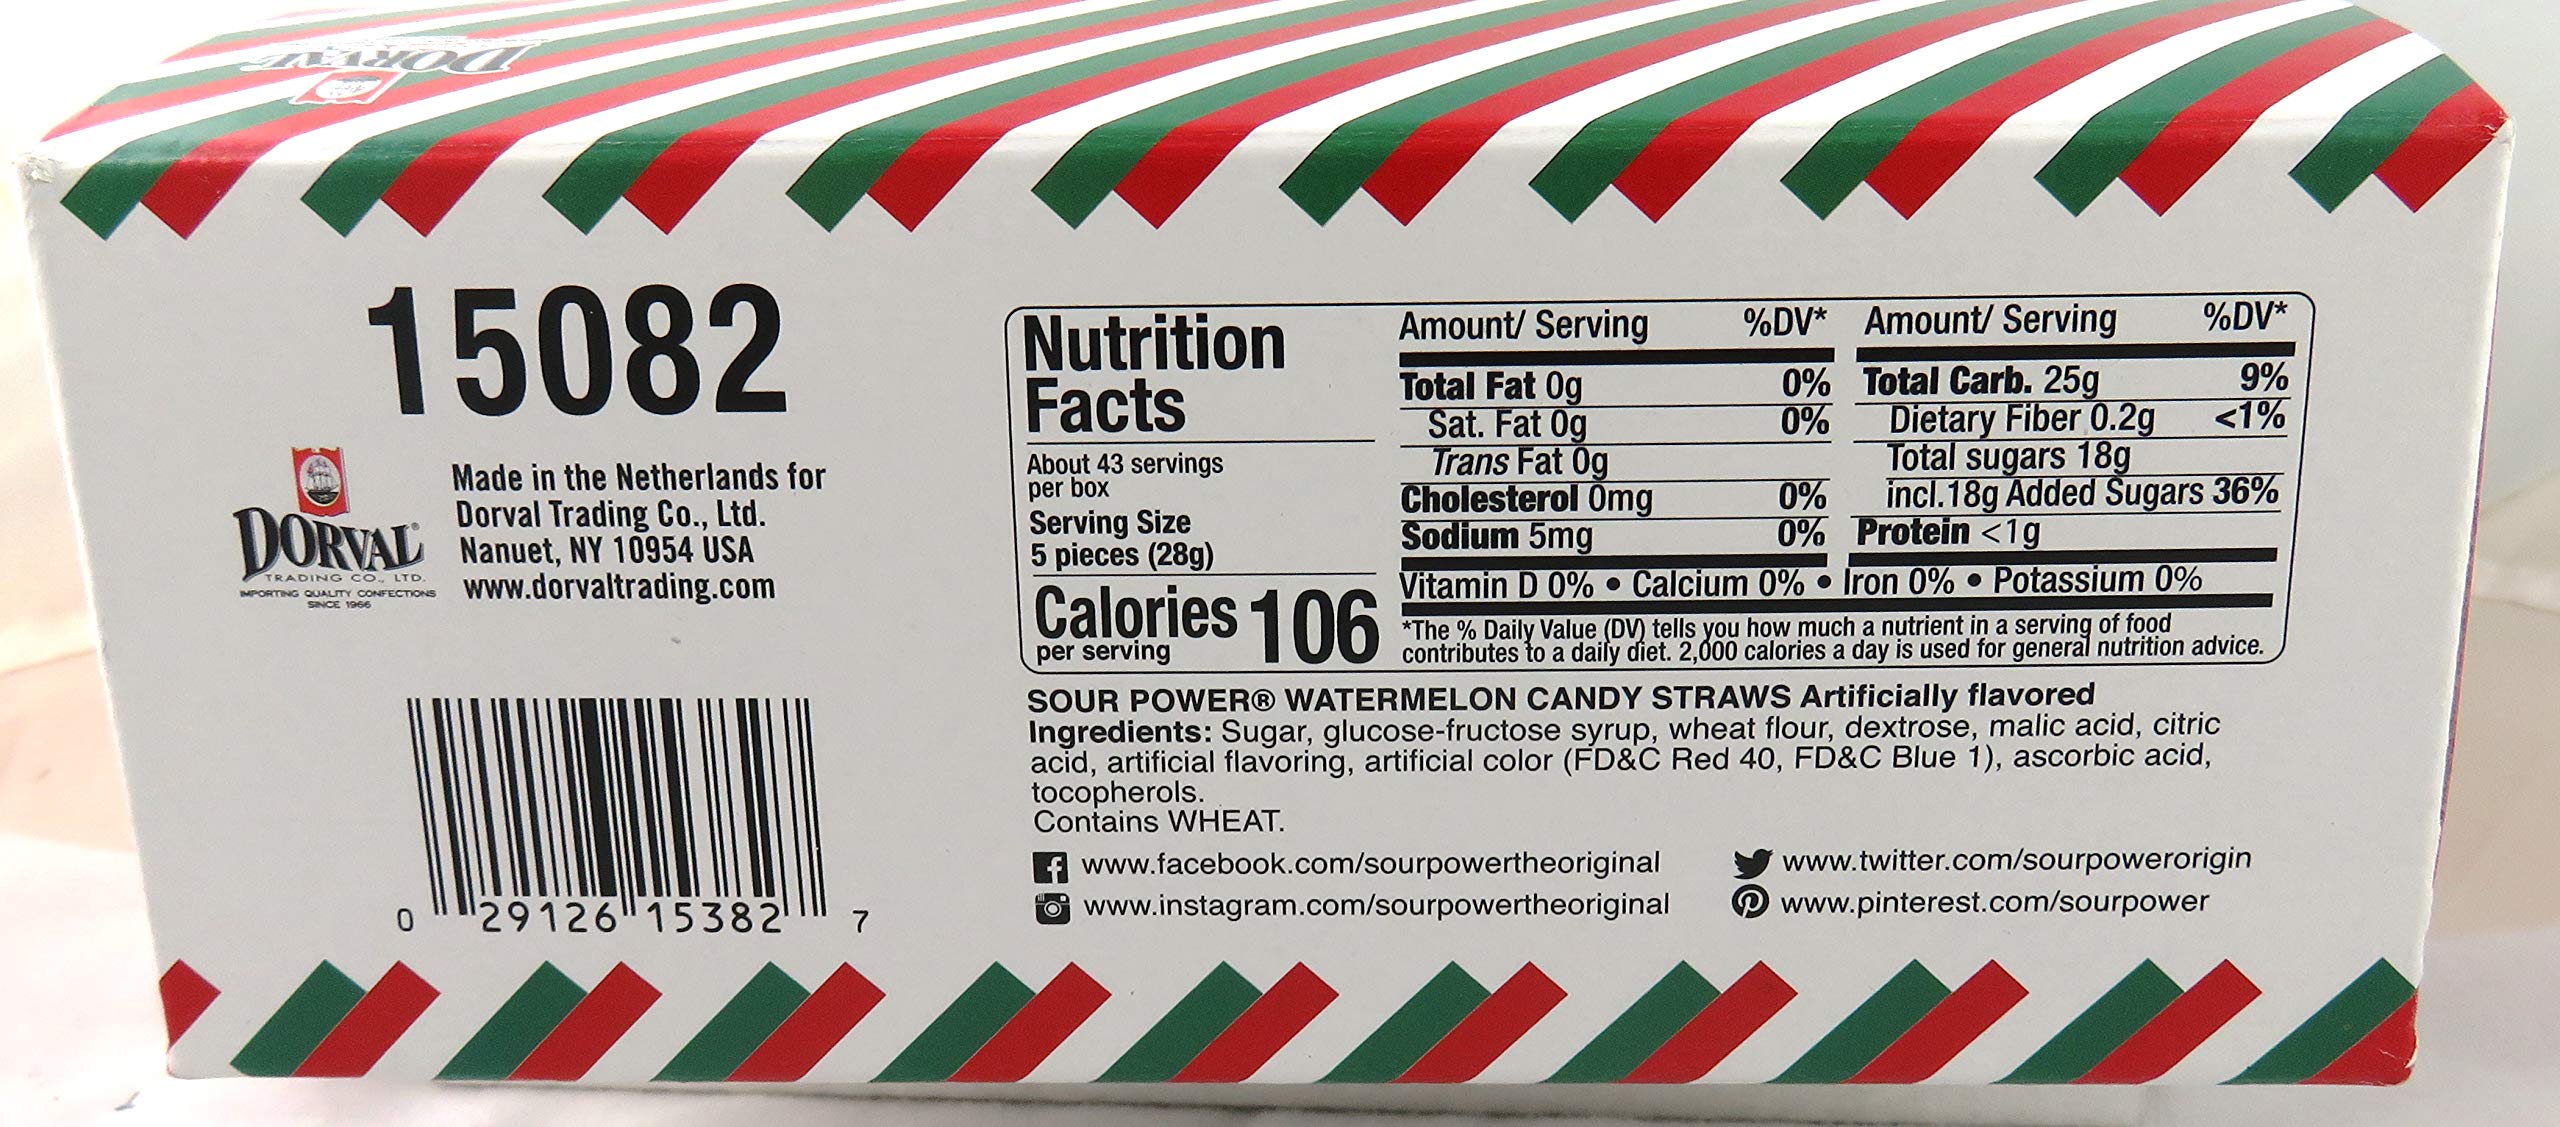 DORVAL
15082
DORVAL®
TRADING CO., LTD.
IMPORTING QUALITY CONFECTIONS
SINCE 1966
Made in the Netherlands for
Dorval Trading Co., Ltd.
Nanuet, NY 10954 USA
www.dorvaltrading.com
0 29126 15382 7
Nutrition
Facts
About 43 servings
per box
Serving Size
5 pieces (28g)
Calories 106
per serving
Amount/ Serving %DV*
Total Fat 0g 0%
Sat. Fat 0g 0%
Trans Fat 0g
Cholesterol 0mg 0%
Sodium 5mg 0%
Amount/ Serving %DV*
Total Carb. 25g 9%
Dietary Fiber 0.2g <1%
Total sugars 18g
incl.18g Added Sugars 36%
Protein <1g
Vitamin D 0% • Calcium 0% • Iron 0% • Potassium 0%
*The % Daily Value (DV) tells you how much a nutrient in a serving of food
contributes to a daily diet. 2,000 calories a day is used for general nutrition advice.
SOUR POWER® WATERMELON CANDY STRAWS Artificially flavored
Ingredients: Sugar, glucose-fructose syrup, wheat flour, dextrose, malic acid, citric
acid, artificial flavoring, artificial color (FD&C Red 40, FD&C Blue 1), ascorbic acid,
tocopherols.
Contains WHEAT.
www.facebook.com/sourpowertheoriginal
www.twitter.com/sourpowerorigin
www.instagram.com/sourpowertheoriginal
www.pinterest.com/sourpower